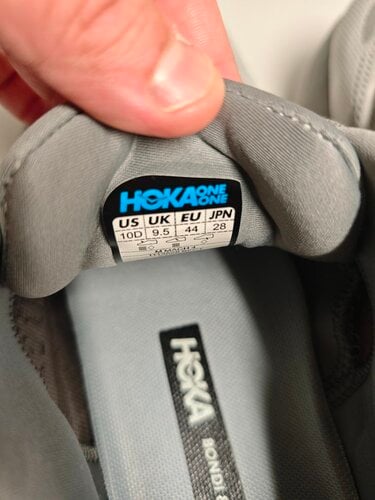 HOKA ONE ONE
US UK EU JPN
10D 9.5 44 28
HOKA
BONDI